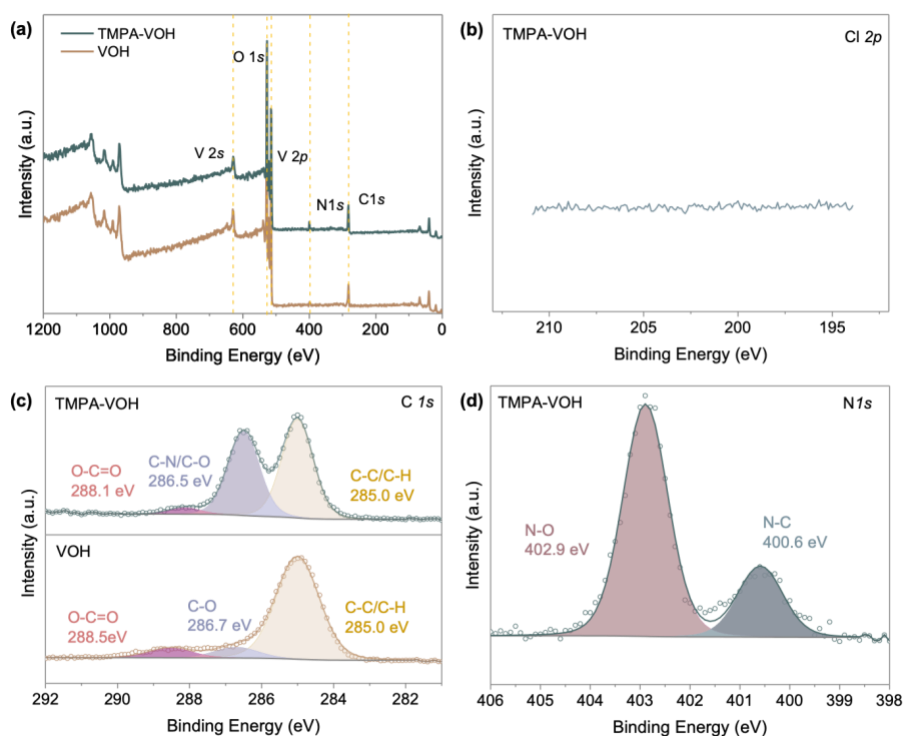 (a)
TMPA-VOH
VOH
O 1s
V 2s
V 2p
N1s
C1s
Intensity (a.u.)
1200 1000 800 600 400 200 0
Binding Energy (eV)
(b)
TMPA-VOH
Cl 2p
Intensity (a.u.)
210 205 200 195
Binding Energy (eV)
(c)
TMPA-VOH
C 1s
O-C=O
288.1 eV
C-N/C-O
286.5 eV
C-C/C-H
285.0 eV
VOH
O-C=O
288.5eV
C-O
286.7 eV
C-C/C-H
285.0 eV
Intensity (a.u.)
292 290 288 286 284 282
Binding Energy (eV)
(d)
TMPA-VOH
N1s
N-O
402.9 eV
N-C
400.6 eV
Intensity (a.u.)
406 405 404 403 402 401 400 399 398
Binding Energy (eV)